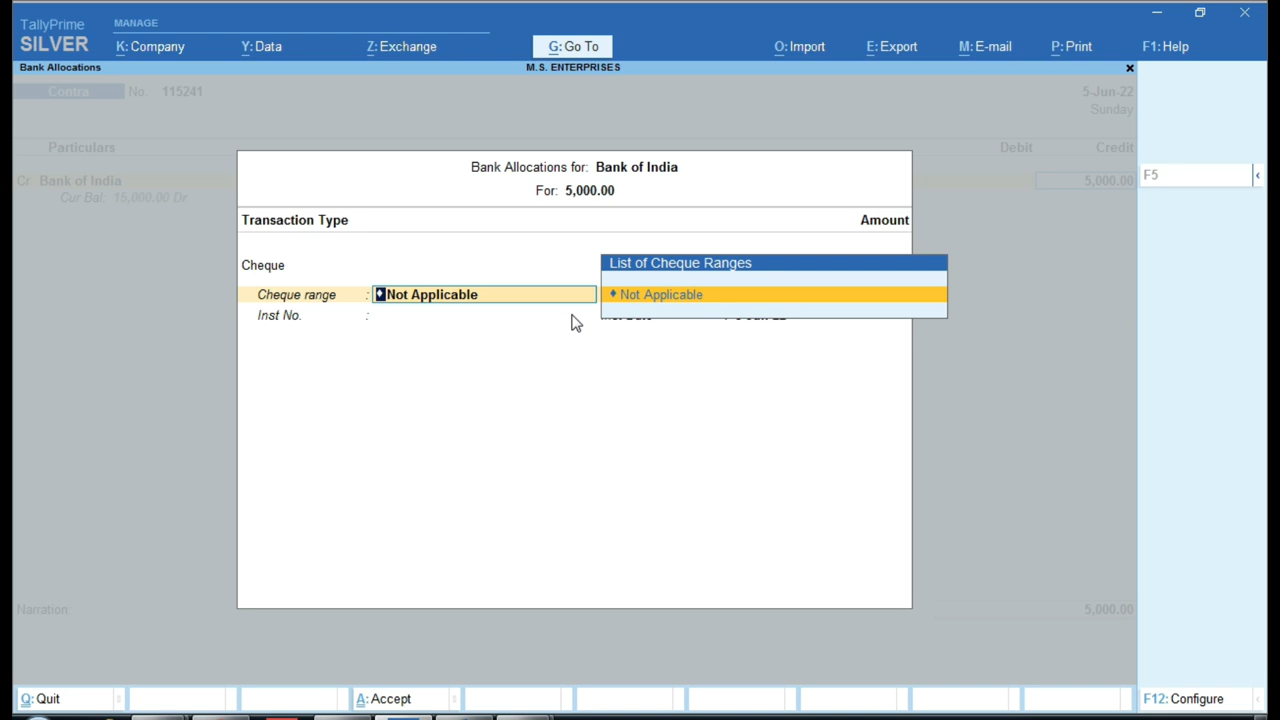 TallyPrime
MANAGE
SILVER
K: Company
Y: Data
Z: Exchange
G: Go To
O: Import
E: Export
M: E-mail
P: Print
F1: Help
Bank Allocations
M.S. ENTERPRISES
Contra
No.
115241
5-Jun-22
Sunday
Particulars
Debit
Credit
Bank Allocations for: Bank of India
Cr Bank of India
5,000.00
F5
For: 5,000.00
Cur Bal: 15,000.00 Dr
Transaction Type
Amount
Cheque
List of Cheque Ranges
Cheque range : Not Applicable
Not Applicable
Inst No. :
Narration:
5,000.00
Q: Quit
A: Accept
F12: Configure